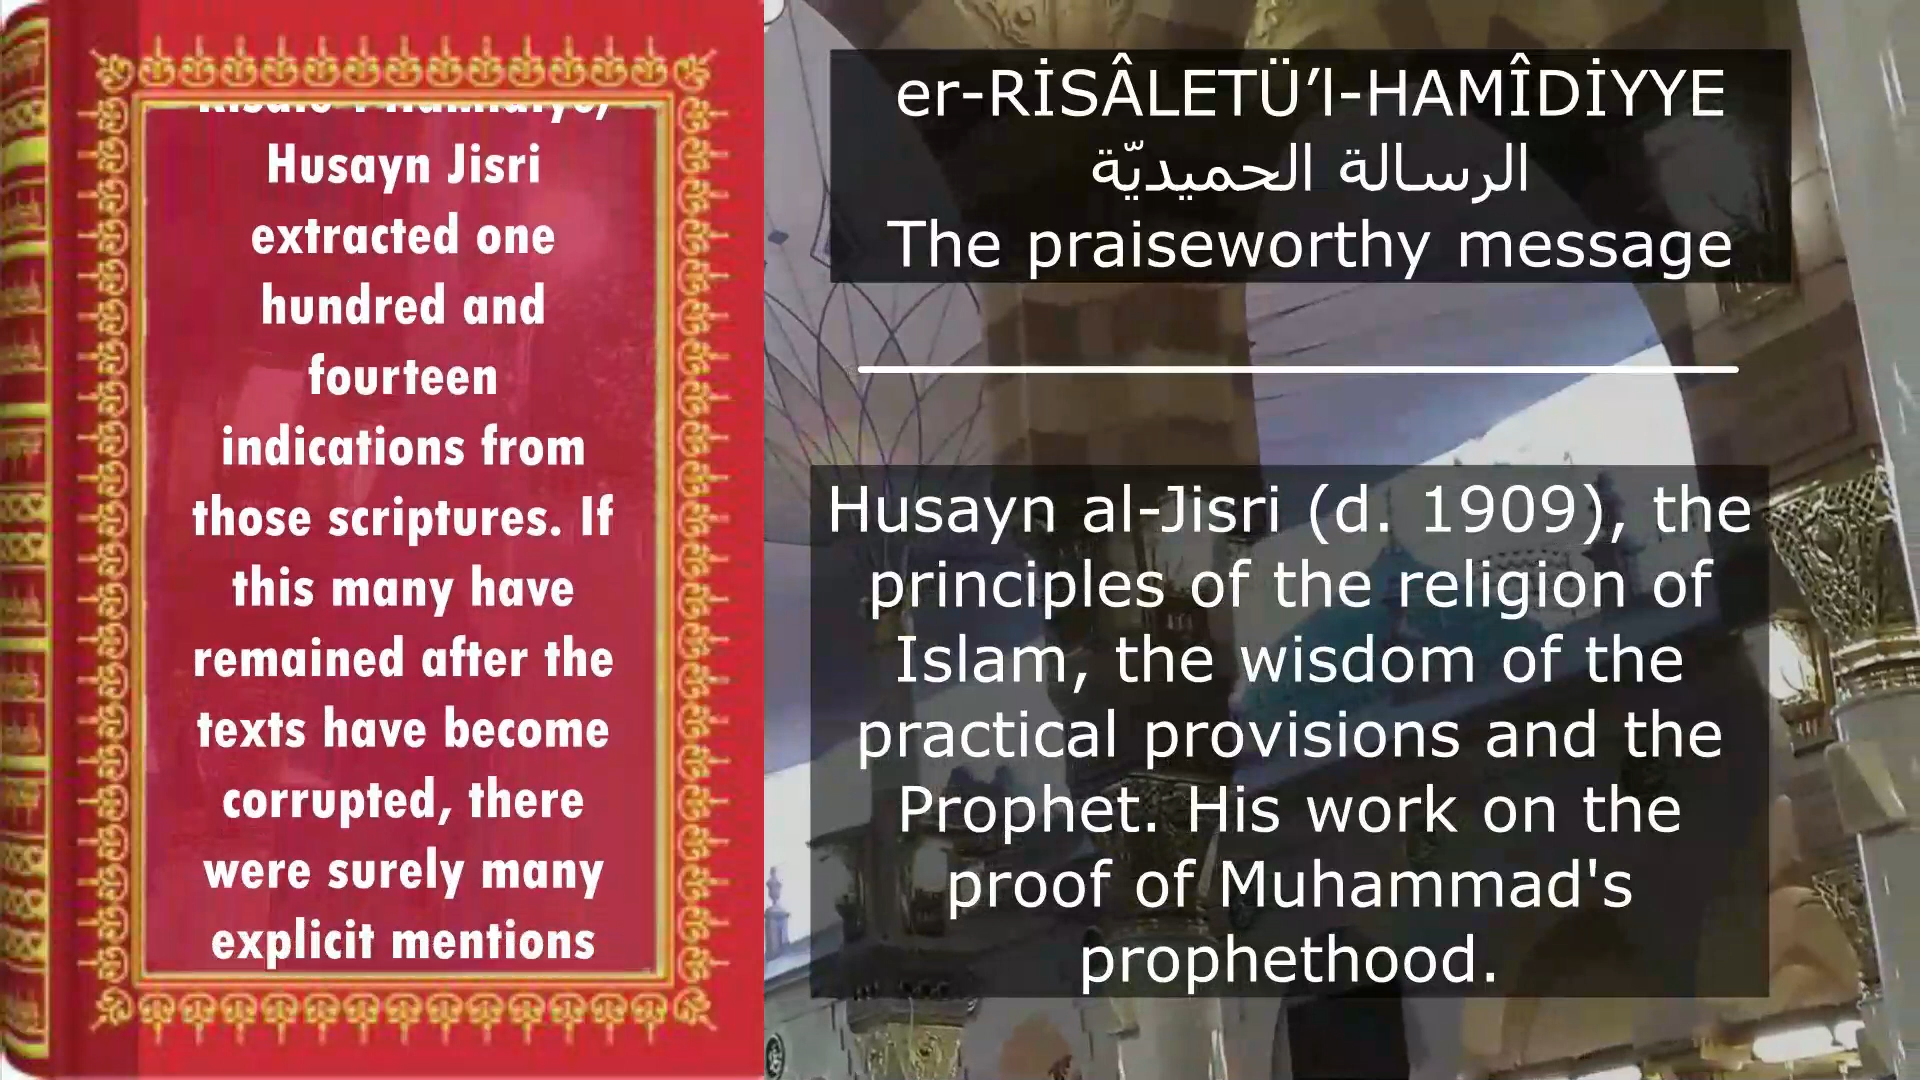 Husayn Jisri
extracted one
hundred and
fourteen
indications from
those scriptures. If
this many have
remained after the
texts have become
corrupted, there
were surely many
explicit mentions
er-RİSÂLETÜ’l-HAMÎDİYYE
الرسالة الحميديّة
The praiseworthy message
Husayn al-Jisri (d. 1909), the
principles of the religion of
Islam, the wisdom of the
practical provisions and the
Prophet. His work on the
proof of Muhammad's
prophethood.